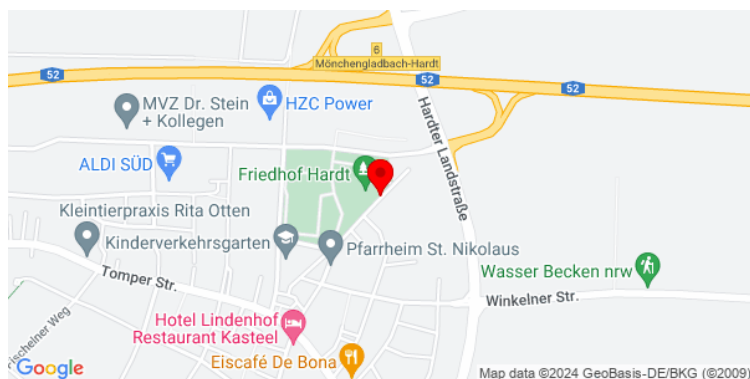 6
Mönchengladbach-Hardt
52
52
52
MVZ Dr. Stein
+ Kollegen
HZC Power
Hardter Landstraße
ALDI SÜD
Friedhof Hardt
Kleintierpraxis Rita Otten
Kinderverkehrsgarten
Pfarrheim St. Nikolaus
Wasser Becken nrw
Tomper Str.
Winkelner Str.
Fischelner Weg
Hotel Lindenhof
Restaurant Kasteel
Eiscafé De Bona
Google
Map data ©2024 GeoBasis-DE/BKG (©2009)